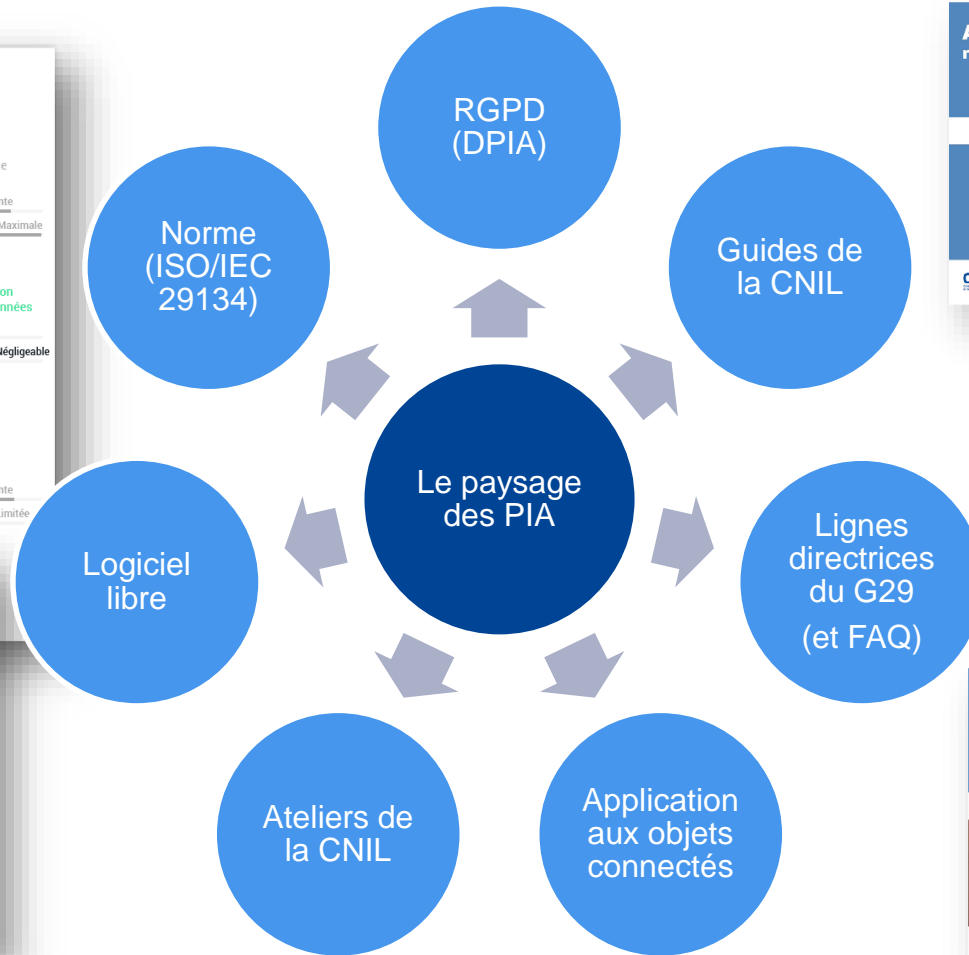 RGPD
(DPIA)
Norme
(ISO/IEC
29134)
Guides de
la CNIL
Le paysage
des PIA
Logiciel
libre
Lignes
directrices
du G29
(et FAQ)
Ateliers de
la CNIL
Application
aux objets
connectés
Maximale
Négligeable